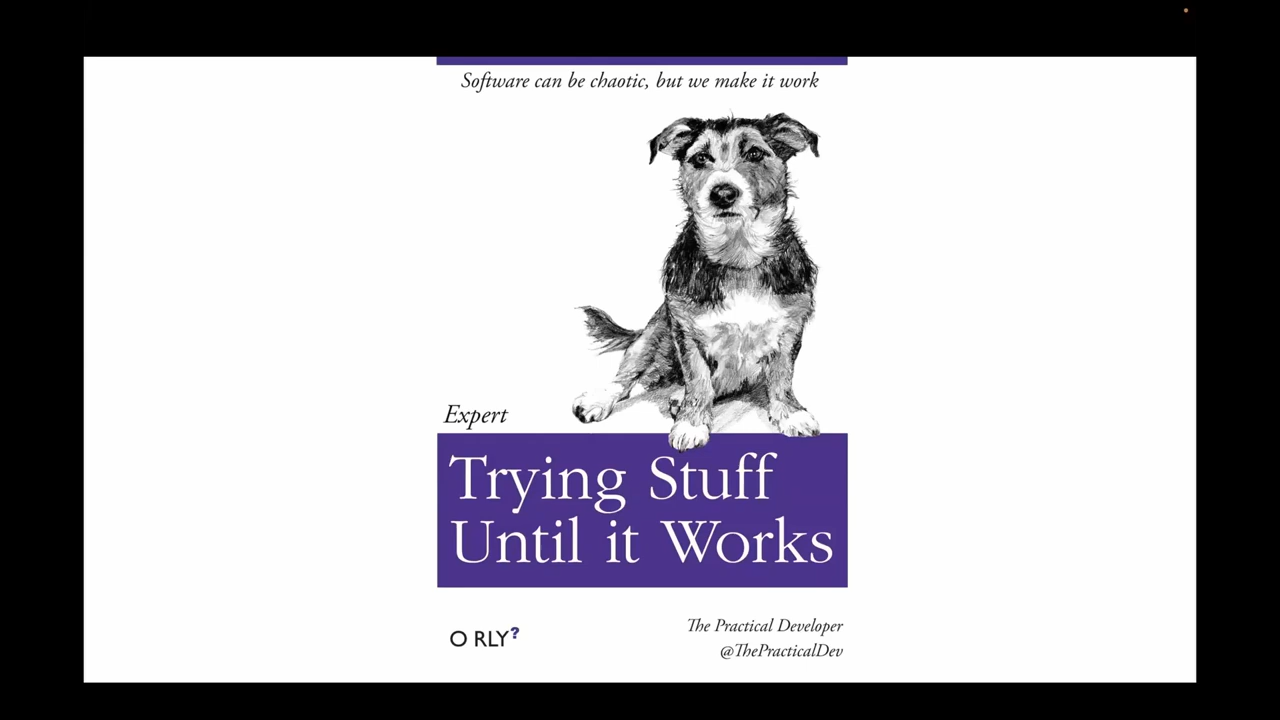 Software can be chaotic, but we make it work
Expert
Trying Stuff
Until it Works
O RLY?
The Practical Developer
@ThePracticalDev